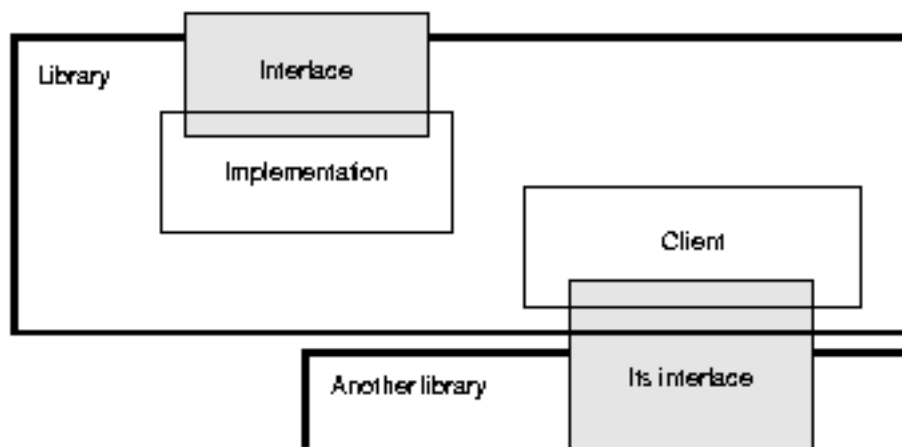 Interface
Library
Implementation
Client
Its interface
Another library